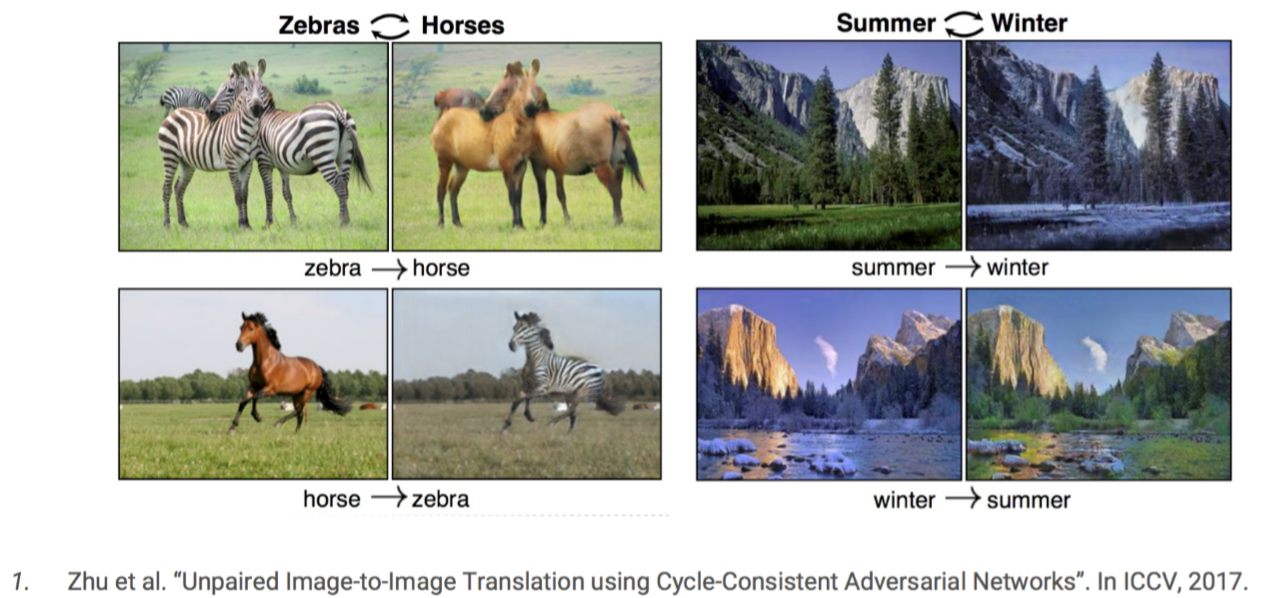 Zebras Horses
zebra → horse
horse → zebra
Summer Winter
summer → winter
winter → summer
1. Zhu et al. “Unpaired Image-to-Image Translation using Cycle-Consistent Adversarial Networks”. In ICCV, 2017.